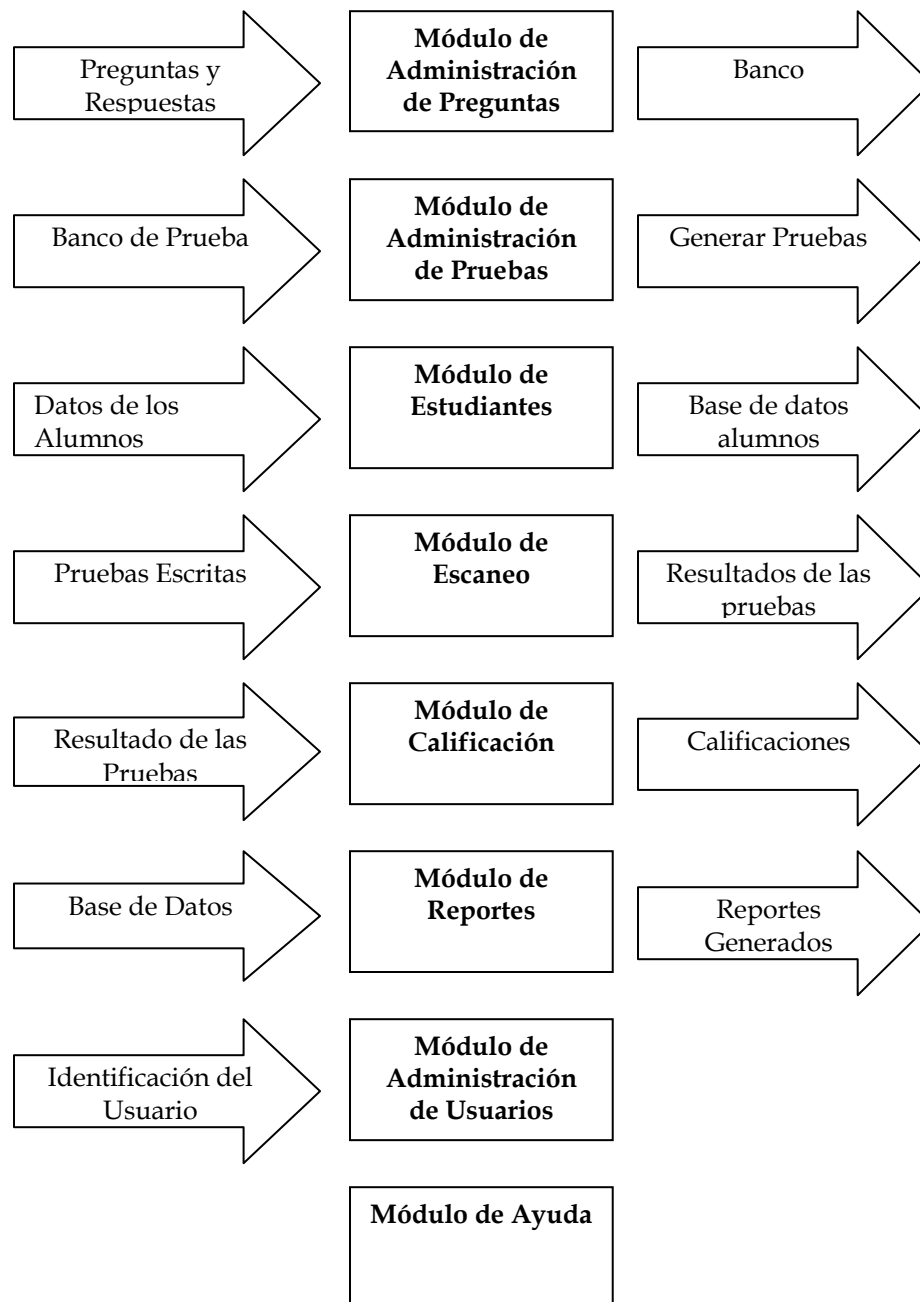 Preguntas y
Respuestas
Módulo de
Administración
de Preguntas
Banco
Banco de Prueba
Módulo de
Administración
de Pruebas
Generar Pruebas
Datos de los
Alumnos
Módulo de
Estudiantes
Base de datos
alumnos
Pruebas Escritas
Módulo de
Escaneo
Resultados de las
pruebas
Resultado de las
Pruebas
Módulo de
Calificación
Calificaciones
Base de Datos
Módulo de
Reportes
Reportes
Generados
Identificación del
Usuario
Módulo de
Administración
de Usuarios
Módulo de Ayuda